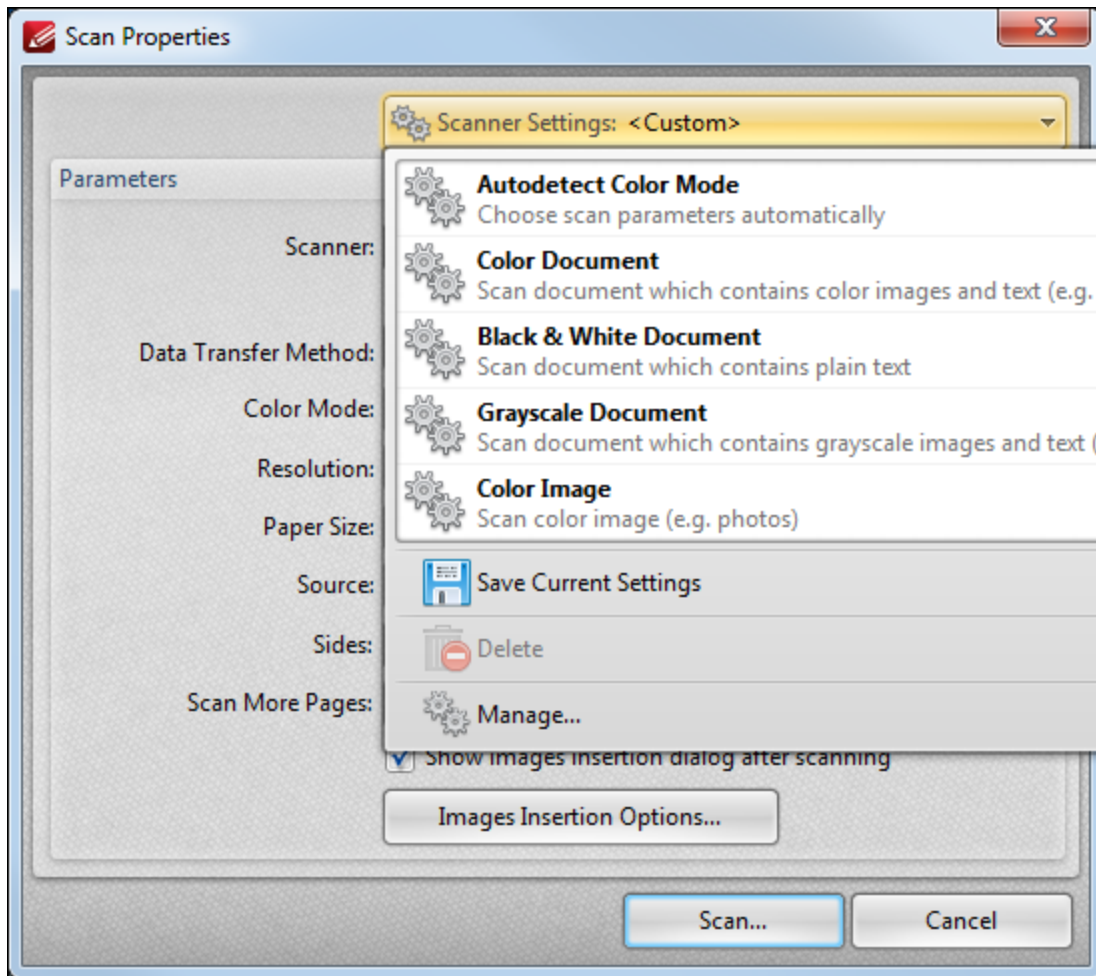 Scan Properties
Scanner Settings: <Custom>
Parameters
Autodetect Color Mode
Choose scan parameters automatically
Scanner:
Color Document
Scan document which contains color images and text (e.g.
Black & White Document
Data Transfer Method:
Scan document which contains plain text
Color Mode:
Grayscale Document
Scan document which contains grayscale images and text (
Resolution:
Color Image
Scan color image (e.g. photos)
Paper Size:
Source:
Save Current Settings
Sides:
Delete
Scan More Pages:
Manage...
Show images insertion dialog after scanning
Images Insertion Options...
Scan...
Cancel